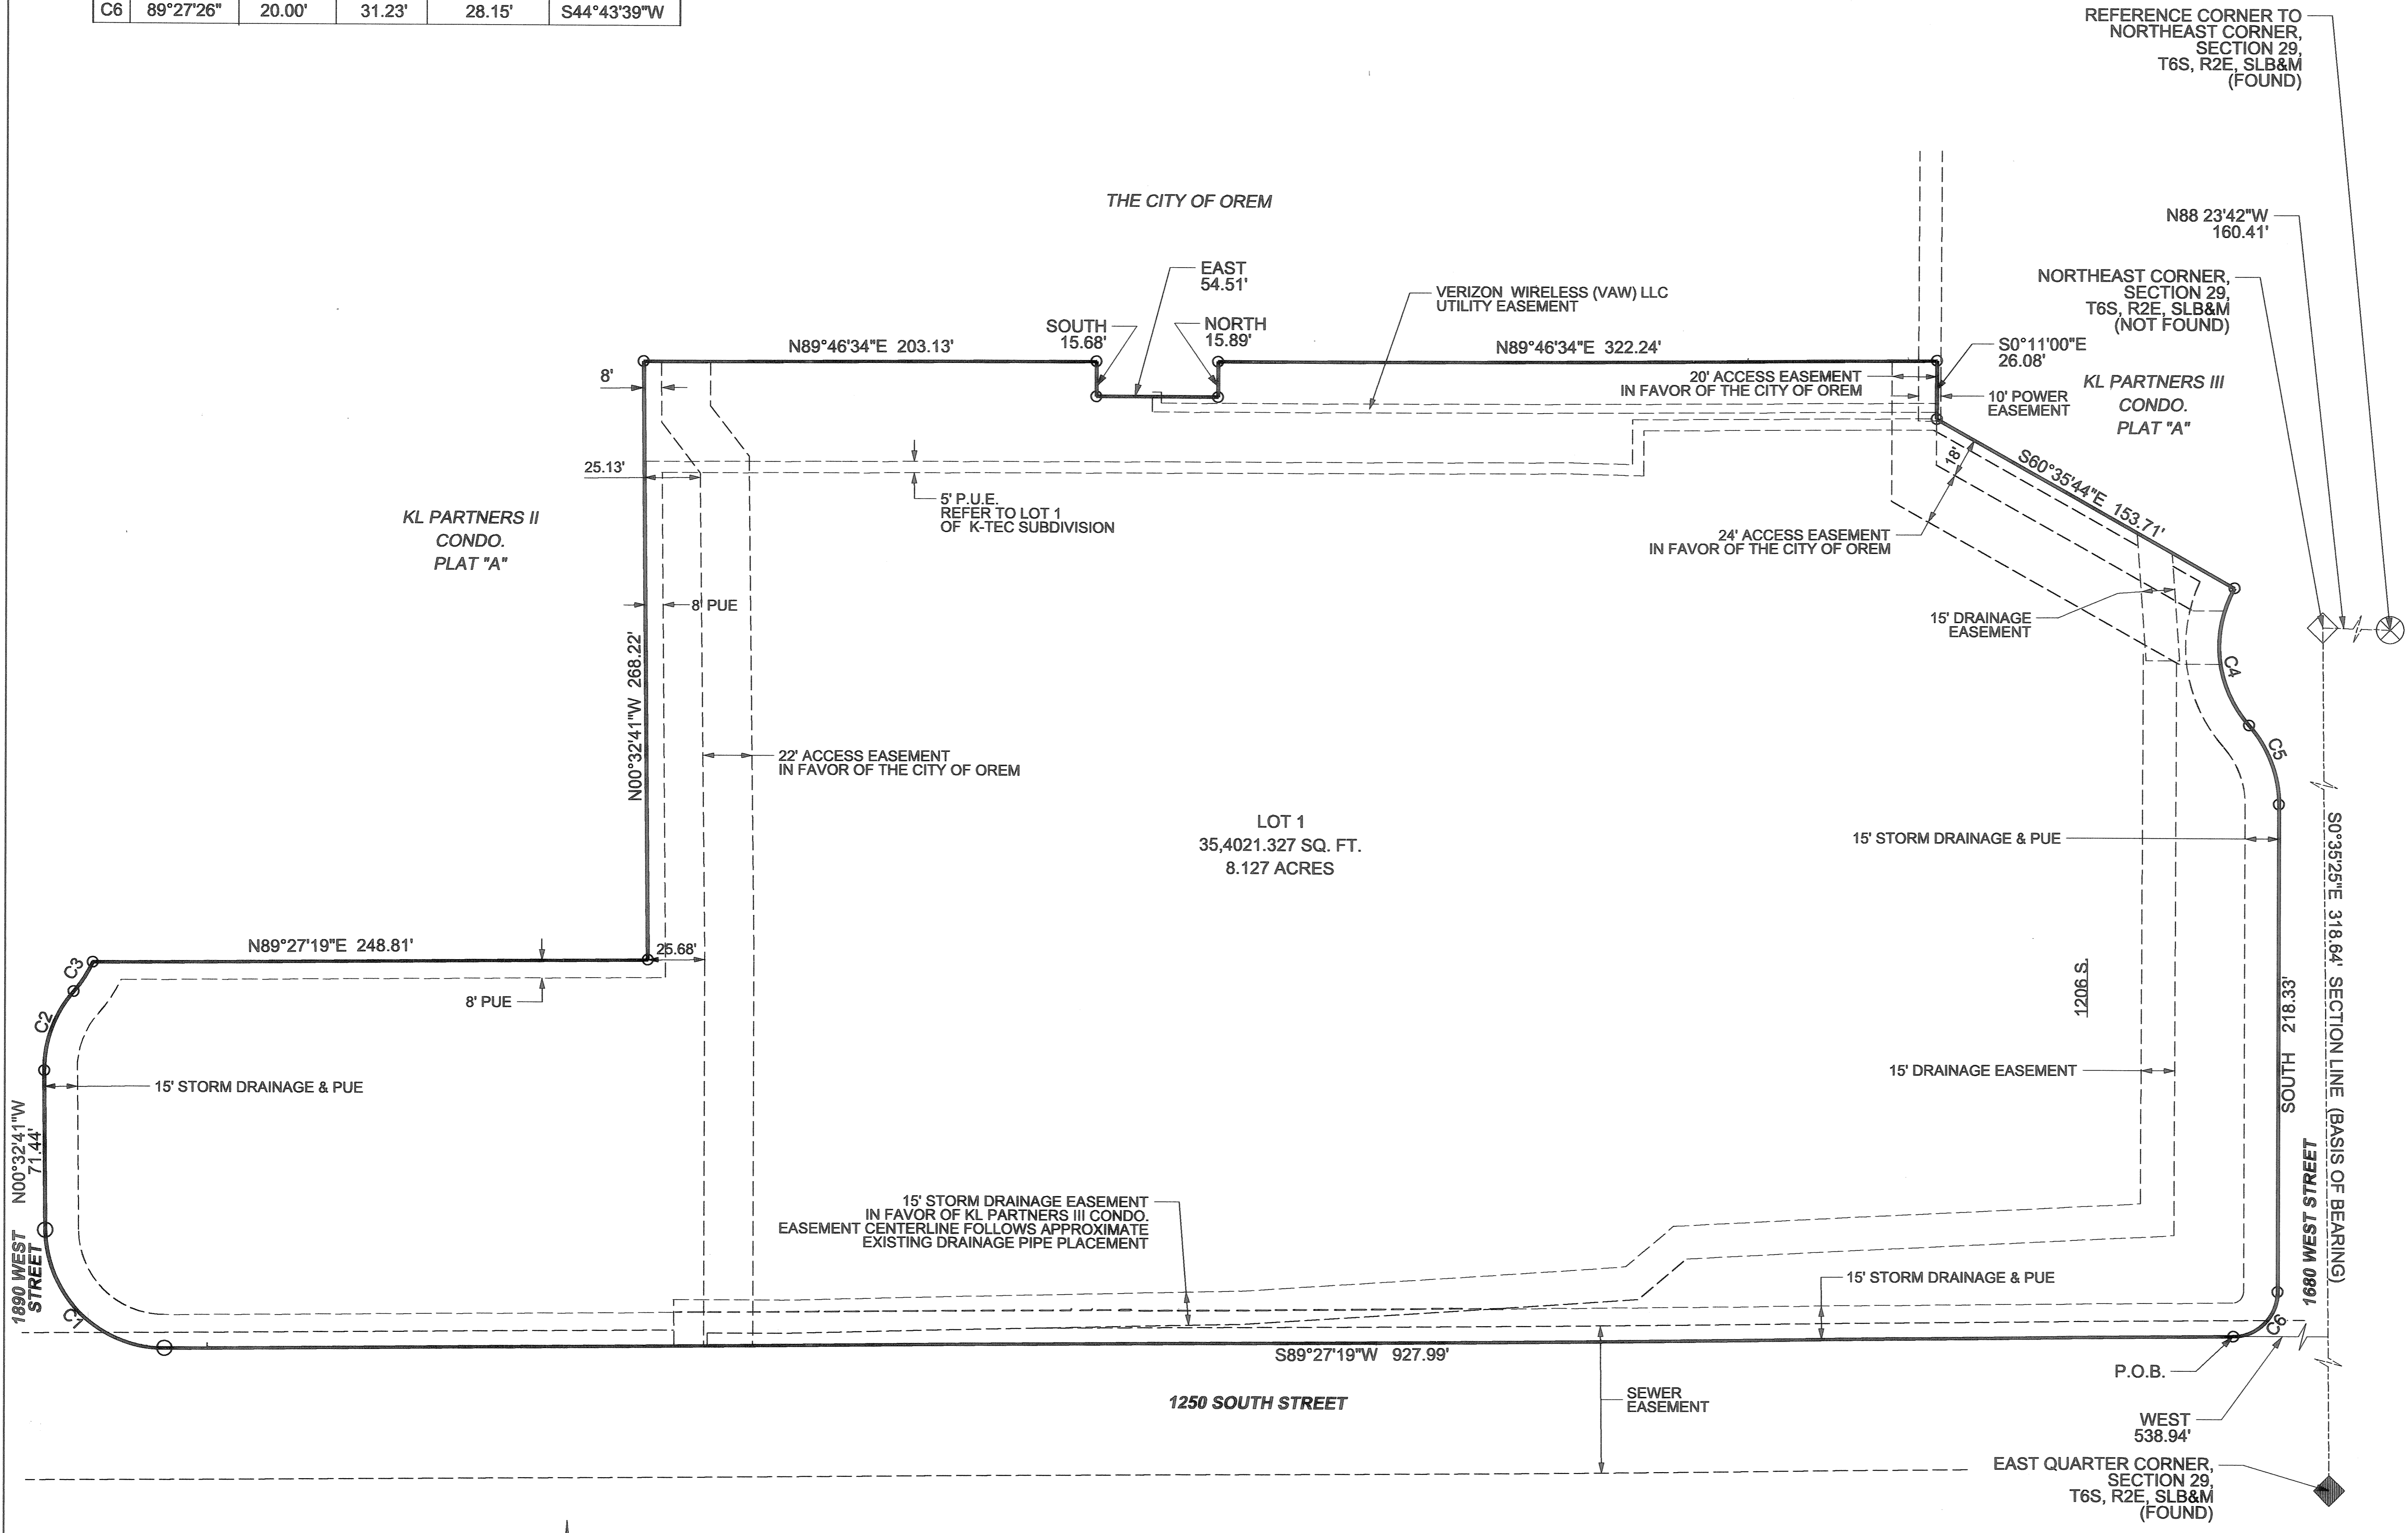 C6 89°27'26" 20.00' 31.23' 28.15' S44°43'39"W
REFERENCE CORNER TO
NORTHEAST CORNER,
SECTION 29,
T6S, R2E, SLB&M
(FOUND)
THE CITY OF OREM
N88 23'42"W
160.41'
NORTHEAST CORNER,
SECTION 29,
T6S, R2E, SLB&M
(NOT FOUND)
EAST
54.51'
VERIZON WIRELESS (VAW) LLC
UTILITY EASEMENT
SOUTH
15.68'
NORTH
15.89'
N89°46'34"E 203.13'
N89°46'34"E 322.24'
S0°11'00"E
26.08'
8'
20' ACCESS EASEMENT
IN FAVOR OF THE CITY OF OREM
10' POWER
EASEMENT
KL PARTNERS III
CONDO.
PLAT "A"
25.13'
18'
S60°35'44"E 153.71'
5' P.U.E.
REFER TO LOT 1
OF K-TEC SUBDIVISION
KL PARTNERS II
CONDO.
PLAT "A"
24' ACCESS EASEMENT
IN FAVOR OF THE CITY OF OREM
8' PUE
15' DRAINAGE
EASEMENT
C4
N00°32'41"W 268.22'
C5
22' ACCESS EASEMENT
IN FAVOR OF THE CITY OF OREM
LOT 1
35,4021.327 SQ. FT.
8.127 ACRES
15' STORM DRAINAGE & PUE
S0°35'25"E 318.64' SECTION LINE (BASIS OF BEARING)
N89°27'19"E 248.81'
25.68'
C3
8' PUE
1206 S.
C2
SOUTH 218.33'
15' STORM DRAINAGE & PUE
15' DRAINAGE EASEMENT
N00°32'41"W
71.44'
1890 WEST
STREET
1680 WEST STREET
15' STORM DRAINAGE EASEMENT
IN FAVOR OF KL PARTNERS III CONDO.
EASEMENT CENTERLINE FOLLOWS APPROXIMATE
EXISTING DRAINAGE PIPE PLACEMENT
15' STORM DRAINAGE & PUE
C1
C6
S89°27'19"W 927.99'
P.O.B.
1250 SOUTH STREET
SEWER
EASEMENT
WEST
538.94'
EAST QUARTER CORNER,
SECTION 29,
T6S, R2E, SLB&M
(FOUND)